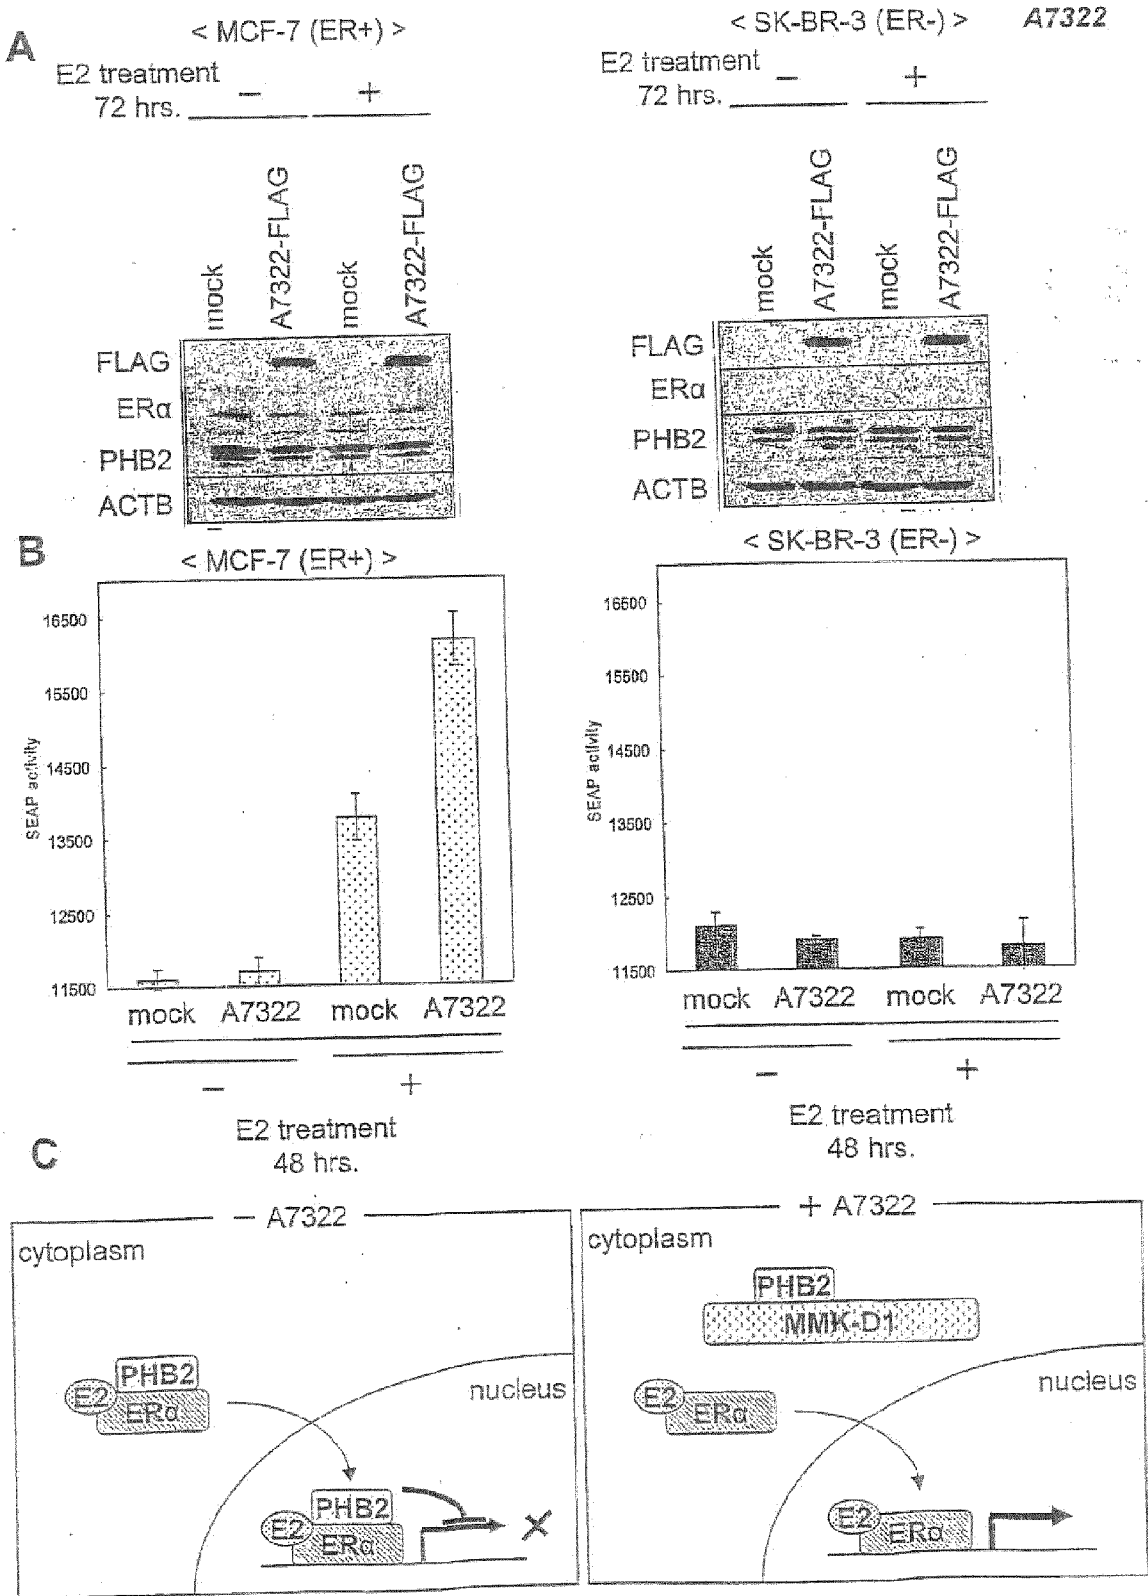 A
< MCF-7 (ER+) >
E2 treatment
72 hrs.
− +
mock
A7322-FLAG
mock
A7322-FLAG
FLAG
ERα
PHB2
ACTB
< SK-BR-3 (ER-) >
A7322
E2 treatment
72 hrs.
− +
mock
A7322-FLAG
mock
A7322-FLAG
FLAG
ERα
PHB2
ACTB
B
< MCF-7 (ER+) >
SEAP activity
16500
15500
14500
13500
12500
11500
mock A7322 mock A7322
− +
E2 treatment
48 hrs.
< SK-BR-3 (ER-) >
SEAP activity
16500
15500
14500
13500
12500
11500
mock A7322 mock A7322
− +
E2 treatment
48 hrs.
C
− A7322
cytoplasm
PHB2
E2
ERα
nucleus
PHB2
E2
ERα
+ A7322
cytoplasm
PHB2
MMK-D1
nucleus
E2
ERα
E2
ERα